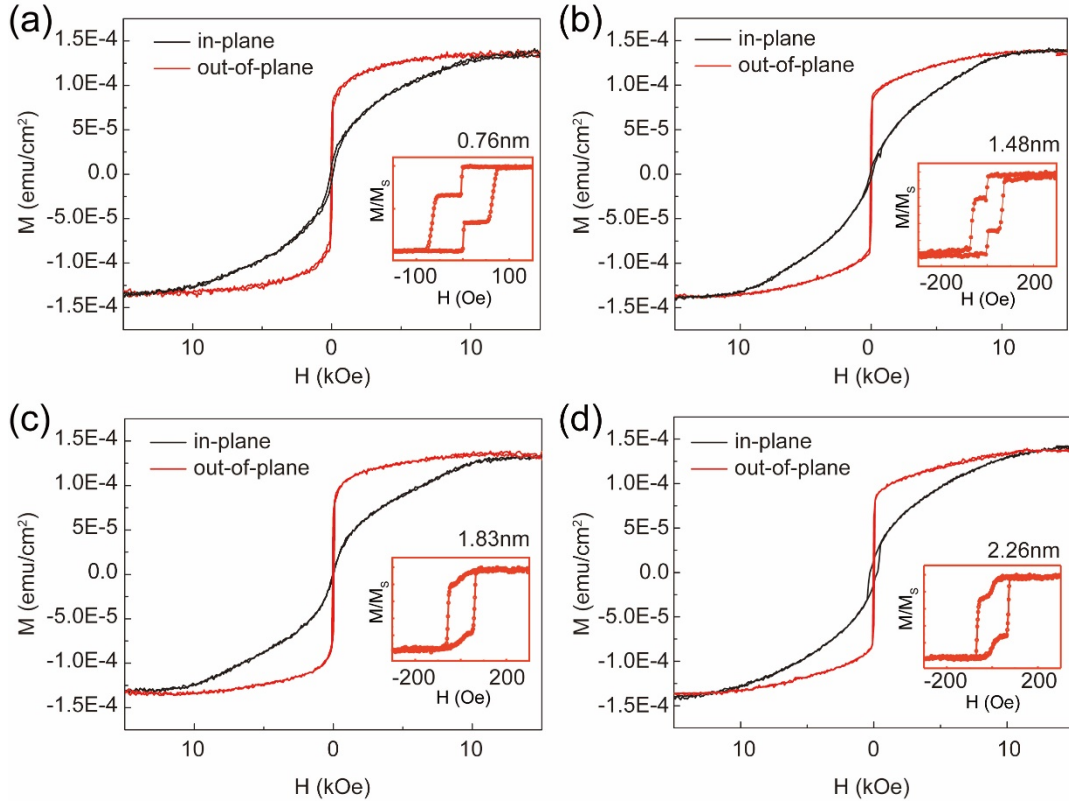 (a)
in-plane
out-of-plane
1.5E-4
1.0E-4
5E-5
0.0
-5.0E-5
-1.0E-4
-1.5E-4
M (emu/cm²)
10
0
10
H (kOe)
0.76nm
M/M_S
-100
100
H (Oe)
(b)
in-plane
out-of-plane
1.5E-4
1.0E-4
5E-5
0.0
-5.0E-5
-1.0E-4
-1.5E-4
M (emu/cm²)
10
0
10
H (kOe)
1.48nm
M/M_S
-200
200
H (Oe)
(c)
in-plane
out-of-plane
1.5E-4
1.0E-4
5E-5
0.0
-5.0E-5
-1.0E-4
-1.5E-4
M (emu/cm²)
10
0
10
H (kOe)
1.83nm
M/M_S
-200
200
H (Oe)
(d)
in-plane
out-of-plane
1.5E-4
1.0E-4
5E-5
0.0
-5.0E-5
-1.0E-4
-1.5E-4
M (emu/cm²)
10
0
10
H (kOe)
2.26nm
M/M_S
-200
200
H (Oe)